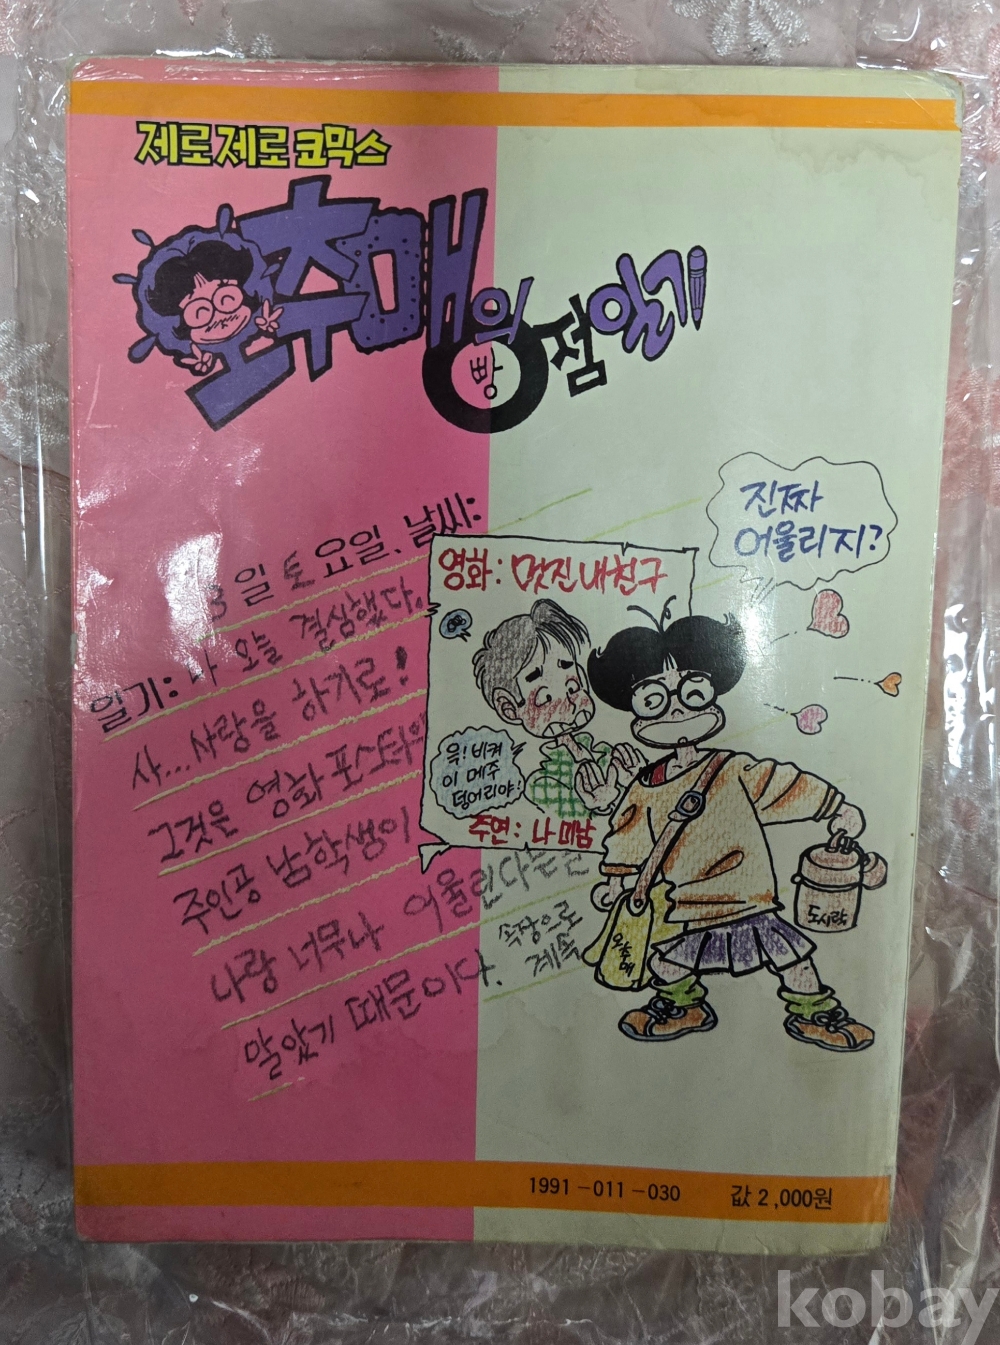 제로제로코믹스
오추매의 빵점일기
3일 토요일. 날씨:
일기: 나 오늘 결심했다.
사... 사랑을 하기로!
그것은 영화 포스터의
주인공 남학생이
나랑 너무나 어울린다는걸
알았기 때문이다.
속장으로
계속
영화: 멋진내친구
윽! 비켜
이 메주
덩어리야!
주연: 나 미남
진짜
어울리지?
오추매
도시락
1991-011-030 값 2,000원
kobay